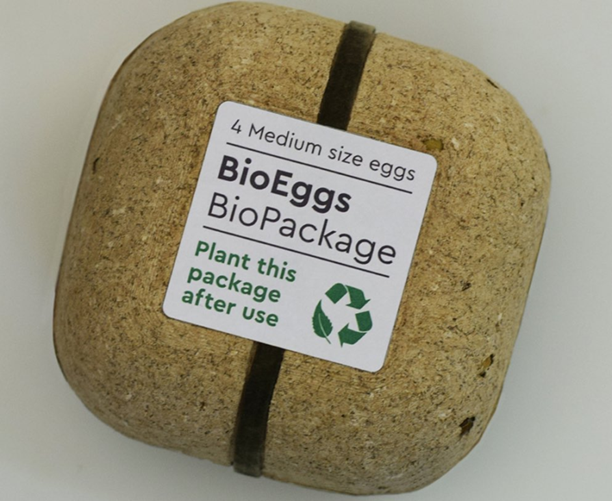 4 Medium size eggs
BioEggs
BioPackage
Plant this
package
after use